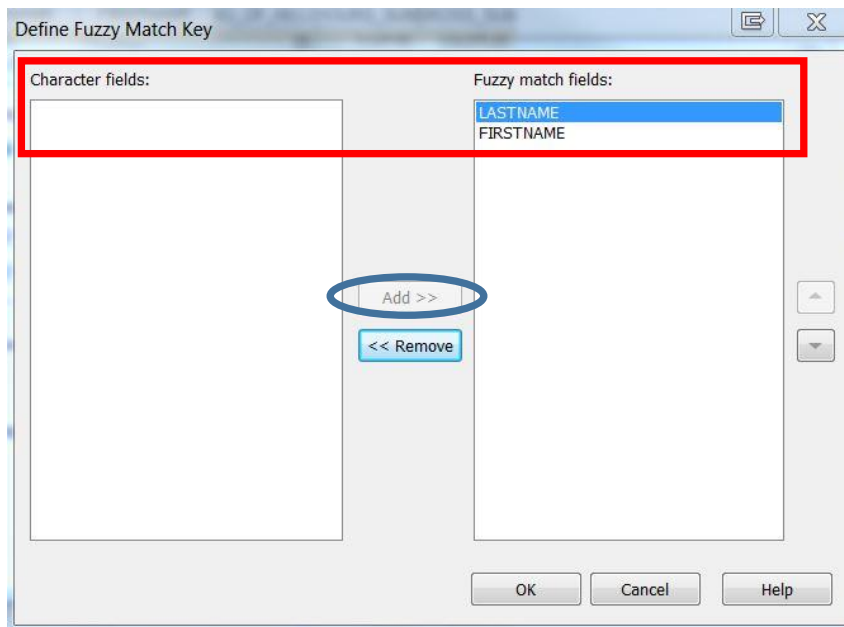 Define Fuzzy Match Key
Character fields:
Fuzzy match fields:
LASTNAME
FIRSTNAME
Add >>
<< Remove
OK
Cancel
Help